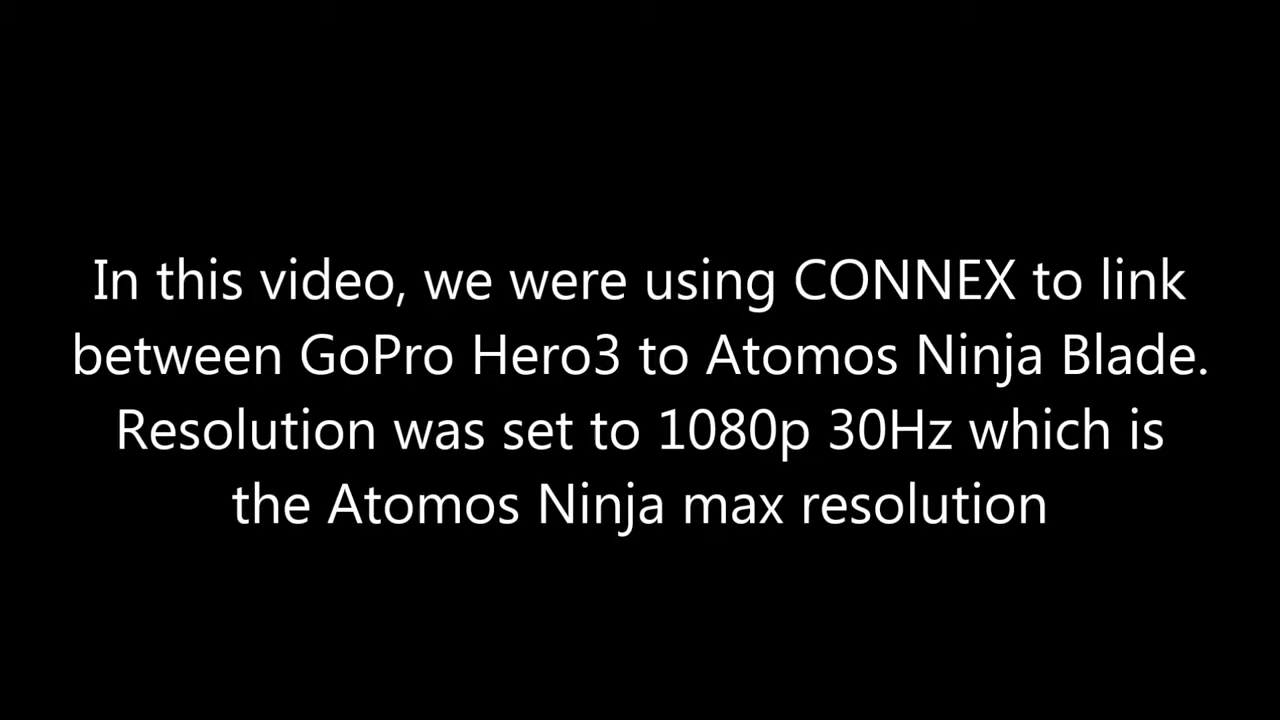 In this video, we were using CONNEX to link
between GoPro Hero3 to Atomos Ninja Blade.
Resolution was set to 1080p 30Hz which is
the Atomos Ninja max resolution